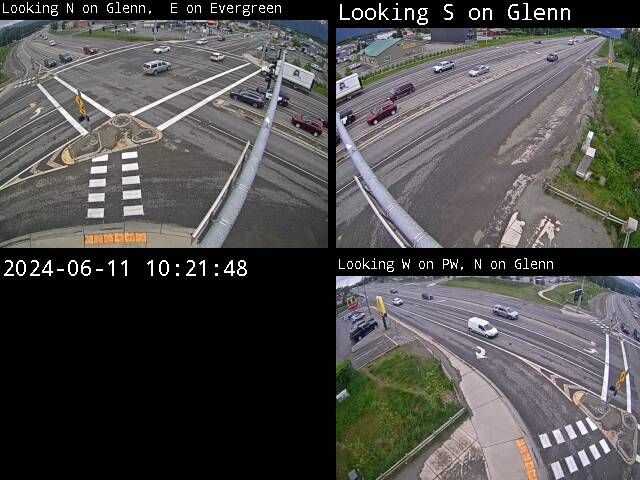 Looking N on Glenn, E on Evergreen
Looking S on Glenn
2024-06-11 10:21:48
Looking W on PW, N on Glenn